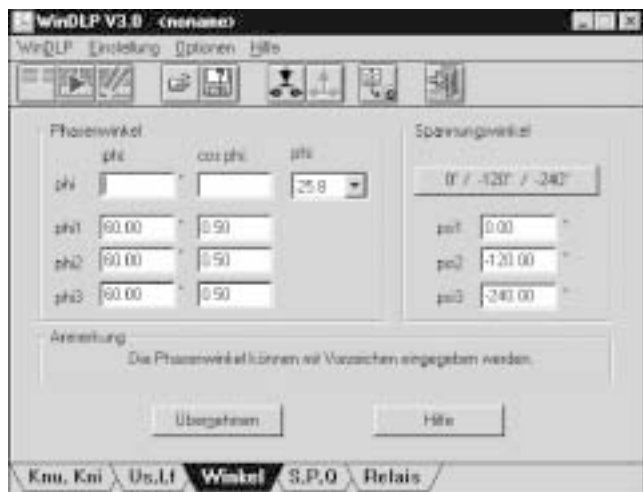 WinDLP V3.0 <noname>
WinDLP Einstellung Optionen Hilfe
Phasenwinkel
Spannungswinkel
phi cos phi phi
phi ° 25.8
0° / -120° / -240°
phi1 60.00 ° 0.50
psi1 0.00 °
phi2 60.00 ° 0.50
psi2 -120.00 °
phi3 60.00 ° 0.50
psi3 -240.00 °
Anmerkung
Die Phasenwinkel können mit Vorzeichen eingegeben werden.
Übernehmen Hilfe
Knu, Kni Us,I,f Winkel S,P,Q Relais